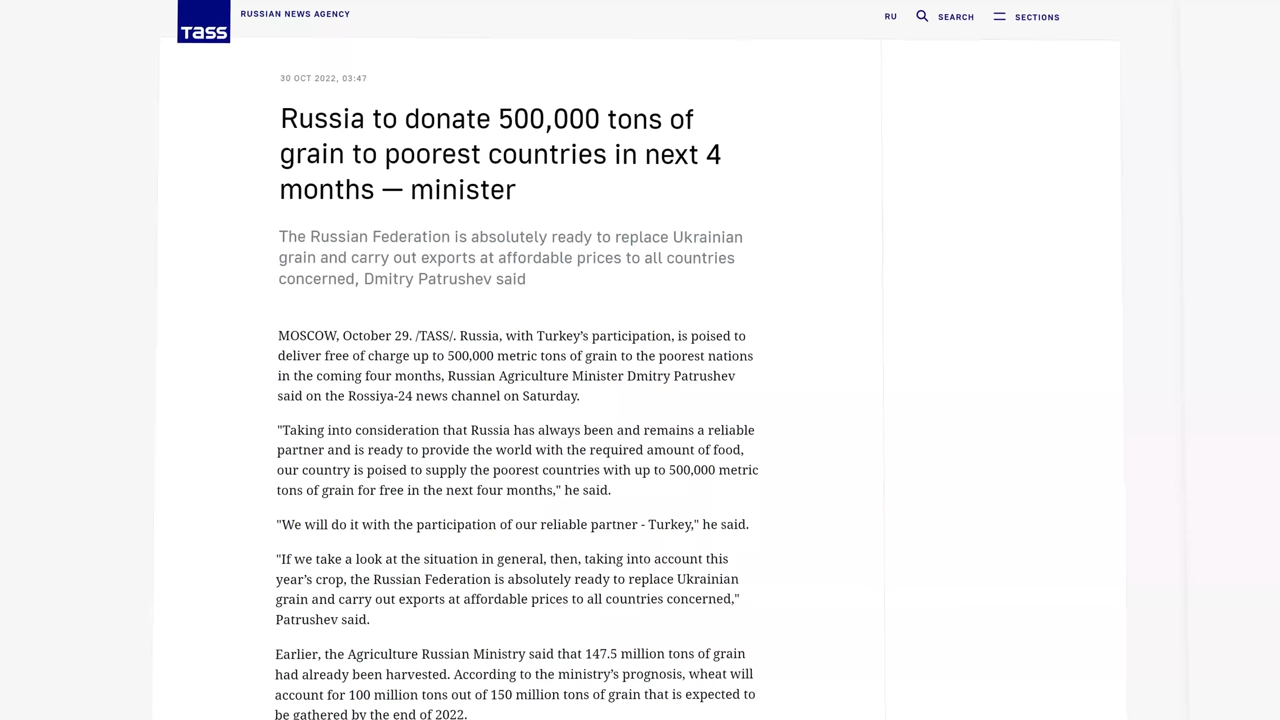 TASS
RUSSIAN NEWS AGENCY
RU
SEARCH
SECTIONS
30 OCT 2022, 03:47
Russia to donate 500,000 tons of
grain to poorest countries in next 4
months — minister
The Russian Federation is absolutely ready to replace Ukrainian
grain and carry out exports at affordable prices to all countries
concerned, Dmitry Patrushev said
MOSCOW, October 29. /TASS/. Russia, with Turkey’s participation, is poised to
deliver free of charge up to 500,000 metric tons of grain to the poorest nations
in the coming four months, Russian Agriculture Minister Dmitry Patrushev
said on the Rossiya-24 news channel on Saturday.
"Taking into consideration that Russia has always been and remains a reliable
partner and is ready to provide the world with the required amount of food,
our country is poised to supply the poorest countries with up to 500,000 metric
tons of grain for free in the next four months," he said.
"We will do it with the participation of our reliable partner - Turkey," he said.
"If we take a look at the situation in general, then, taking into account this
year’s crop, the Russian Federation is absolutely ready to replace Ukrainian
grain and carry out exports at affordable prices to all countries concerned,"
Patrushev said.
Earlier, the Agriculture Russian Ministry said that 147.5 million tons of grain
had already been harvested. According to the ministry’s prognosis, wheat will
account for 100 million tons out of 150 million tons of grain that is expected to
be gathered by the end of 2022.